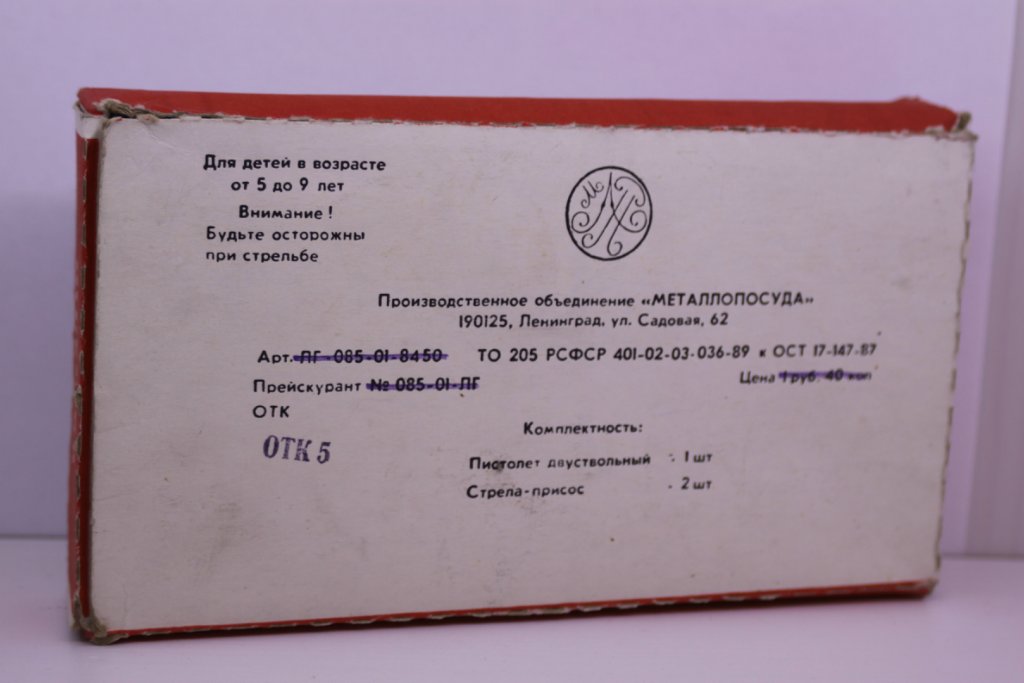 Для детей в возрасте
от 5 до 9 лет
Внимание!
Будьте осторожны
при стрельбе
М
Производственное объединение «МЕТАЛЛОПОСУДА»
190125, Ленинград, ул. Садовая, 62
Арт. ЛГ-085-01-8450 ТО 205 РСФСР 401-02-03-036-89 к ОСТ 17-147-87
Прейскурант № 085-01-ЛГ
Цена 1 руб. 40 коп
ОТК
ОТК 5
Комплектность:
Пистолет двуствольный - 1 шт
Стрела-присос - 2 шт